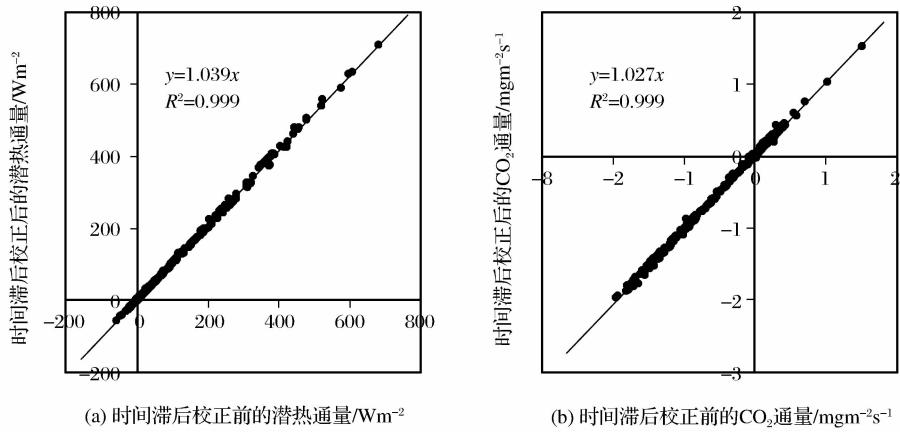 时间滞后校正后的潜热通量/Wm⁻²
y=1.039x
R²=0.999
800
600
400
200
0
−200
−200 0 200 400 600 800
(a) 时间滞后校正前的潜热通量/Wm⁻²
时间滞后校正后的CO₂通量/mgm⁻²s⁻¹
y=1.027x
R²=0.999
2
1
0
−1
−2
−3
−8 −2 −1 0 1 2
(b) 时间滞后校正前的CO₂通量/mgm⁻²s⁻¹